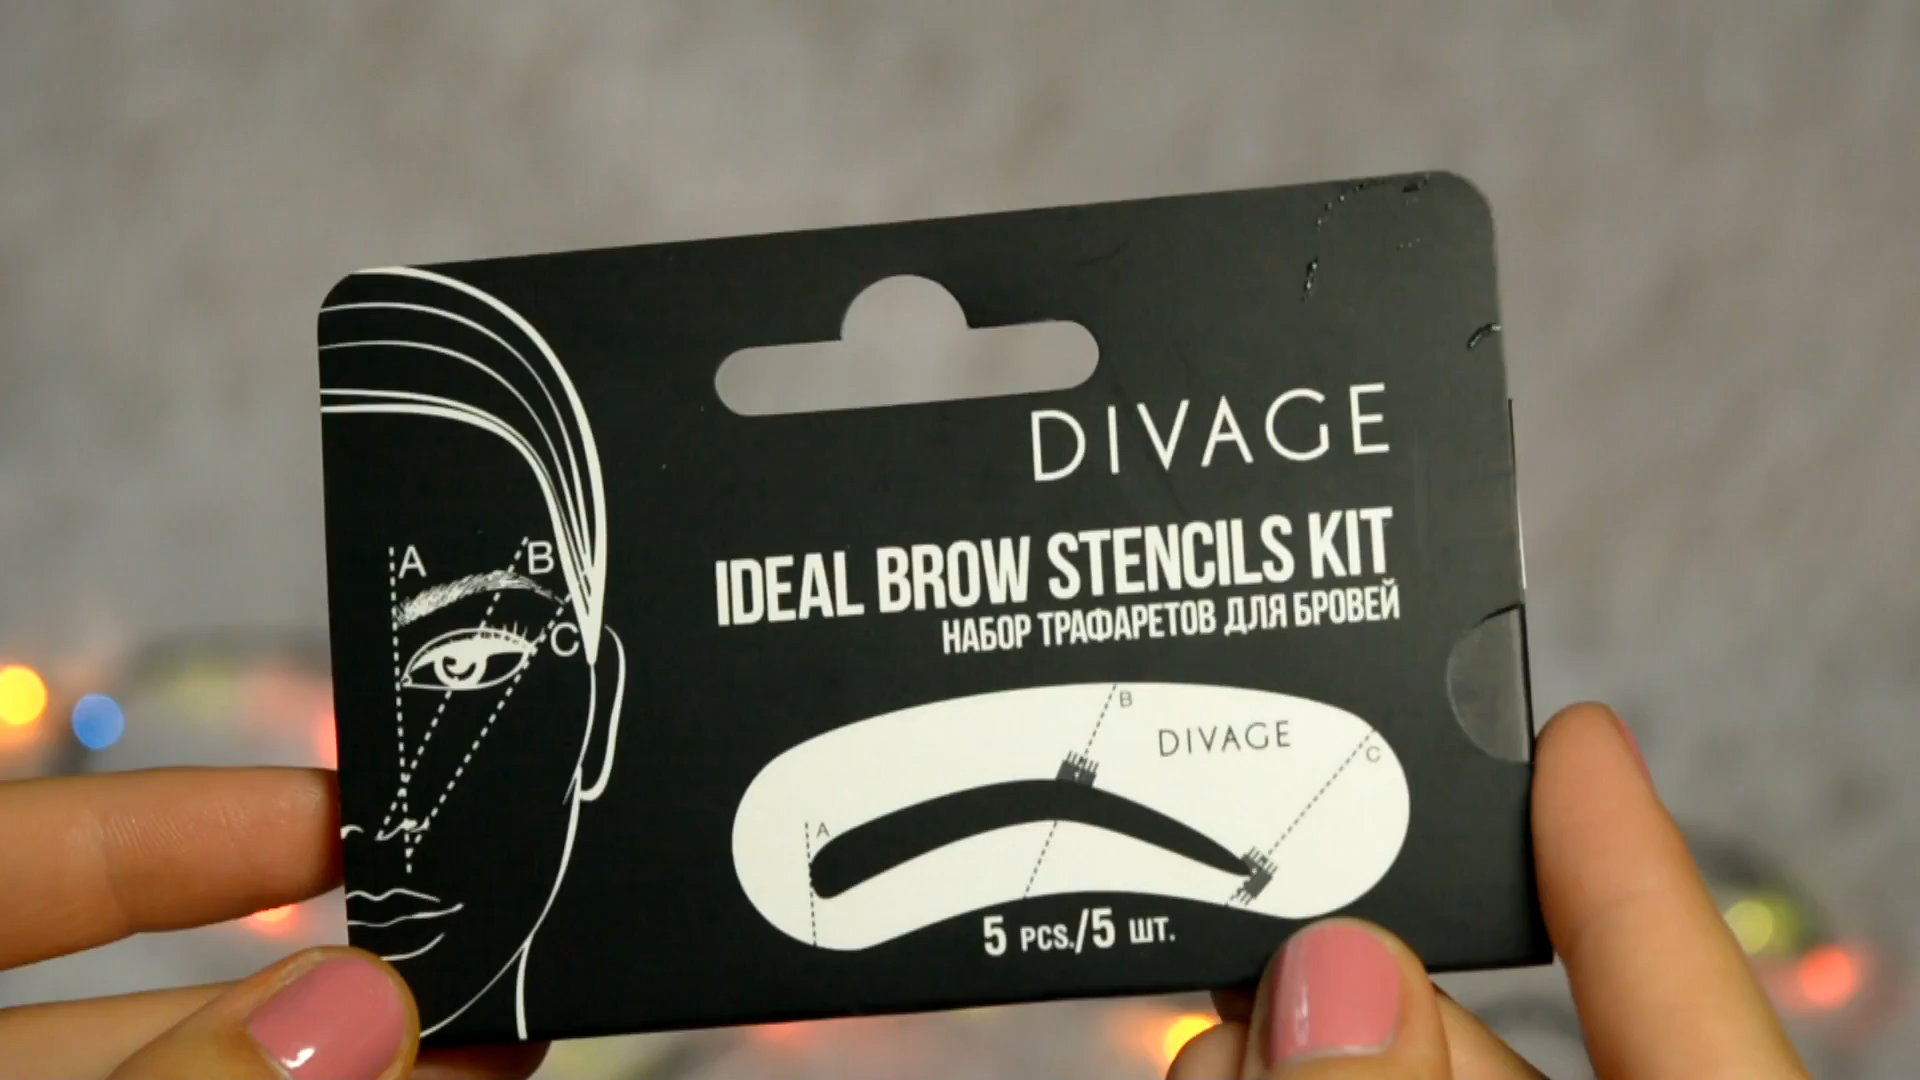 DIVAGE
IDEAL BROW STENCILS KIT
НАБОР ТРАФАРЕТОВ ДЛЯ БРОВЕЙ
A
B
C
B
DIVAGE
C
A
5 PCS./5 ШТ.